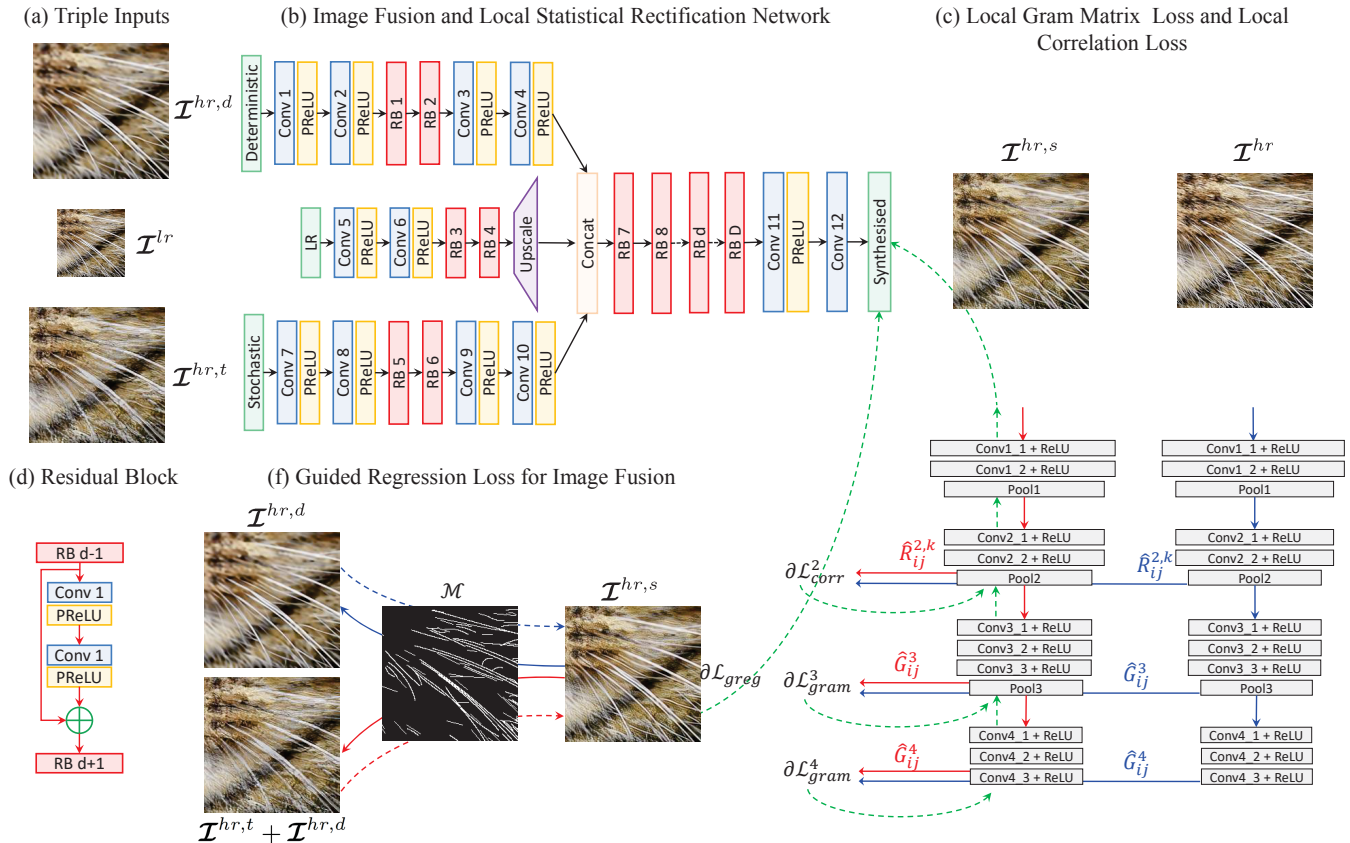 (a) Triple Inputs
(b) Image Fusion and Local Statistical Rectification Network
(c) Local Gram Matrix Loss and Local
Correlation Loss
𝓘^{hr,d}
𝓘^{lr}
𝓘^{hr,t}
Deterministic
Conv 1
PReLU
Conv 2
PReLU
RB 1
RB 2
Conv 3
PReLU
Conv 4
PReLU
LR
Conv 5
PReLU
Conv 6
PReLU
RB 3
RB 4
Upscale
Stochastic
Conv 7
PReLU
Conv 8
PReLU
RB 5
RB 6
Conv 9
PReLU
Conv 10
PReLU
Concat
RB 7
RB 8
RB d
RB D
Conv 11
PReLU
Conv 12
Synthesised
𝓘^{hr,s}
𝓘^{hr}
Conv1_1 + ReLU
Conv1_2 + ReLU
Pool1
Conv2_1 + ReLU
Conv2_2 + ReLU
Pool2
Conv3_1 + ReLU
Conv3_2 + ReLU
Conv3_3 + ReLU
Pool3
Conv4_1 + ReLU
Conv4_2 + ReLU
Conv4_3 + ReLU
Conv1_1 + ReLU
Conv1_2 + ReLU
Pool1
Conv2_1 + ReLU
Conv2_2 + ReLU
Pool2
Conv3_1 + ReLU
Conv3_2 + ReLU
Conv3_3 + ReLU
Pool3
Conv4_1 + ReLU
Conv4_2 + ReLU
Conv4_3 + ReLU
∂ℒ^2_{corr}
R̂^{2,k}_{ij}
R̂^{2,k}_{ij}
∂ℒ^3_{gram}
Ĝ^3_{ij}
Ĝ^3_{ij}
∂ℒ^4_{gram}
Ĝ^4_{ij}
Ĝ^4_{ij}
(d) Residual Block
RB d-1
Conv 1
PReLU
Conv 1
PReLU
RB d+1
(f) Guided Regression Loss for Image Fusion
𝓘^{hr,d}
ℳ
𝓘^{hr,s}
∂ℒ_{greg}
𝓘^{hr,t} + 𝓘^{hr,d}